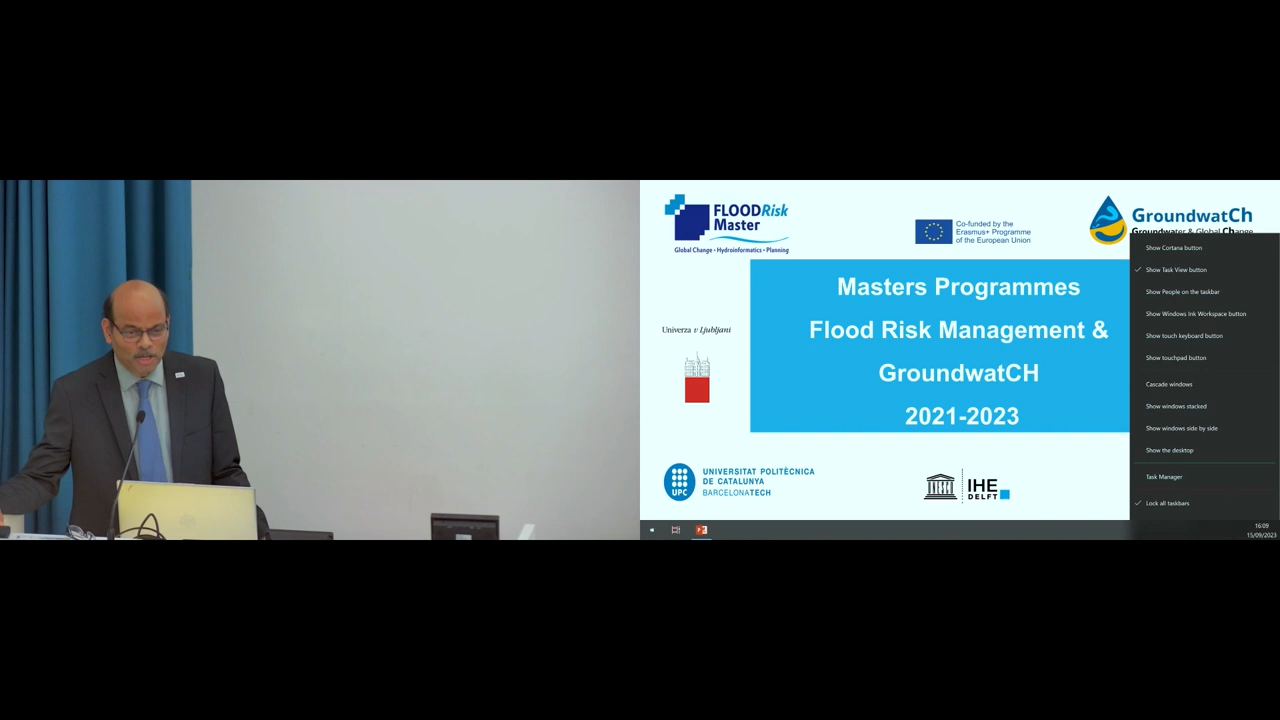 FLOODRisk
Master
Global Change • Hydroinformatics • Planning
Co-funded by the
Erasmus+ Programme
of the European Union
GroundwatCh
Groundwater & Global Change
Masters Programmes
Flood Risk Management &
GroundwatCH
2021-2023
Univerza v Ljubljani
UPC
UNIVERSITAT POLITÈCNICA
DE CATALUNYA
BARCELONATECH
IHE
DELFT
Show Cortana button
Show Task View button
Show People on the taskbar
Show Windows Ink Workspace button
Show touch keyboard button
Show touchpad button
Cascade windows
Show windows stacked
Show windows side by side
Show the desktop
Task Manager
Lock all taskbars
16:09
15/09/2023